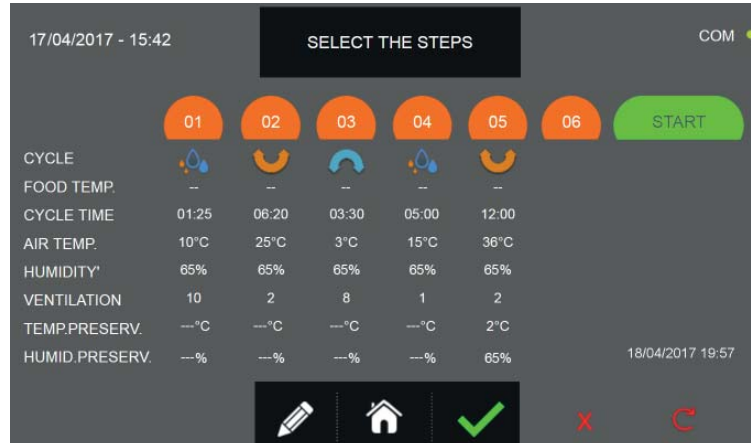 17/04/2017 - 15:42
SELECT THE STEPS
COM
01 02 03 04 05 06 START
CYCLE
FOOD TEMP. -- -- -- -- --
CYCLE TIME 01:25 06:20 03:30 05:00 12:00
AIR TEMP. 10°C 25°C 3°C 15°C 36°C
HUMIDITY' 65% 65% 65% 65% 65%
VENTILATION 10 2 8 1 2
TEMP.PRESERV. ---°C ---°C ---°C ---°C 2°C
HUMID.PRESERV. ---% ---% ---% ---% 65%
18/04/2017 19:57
X